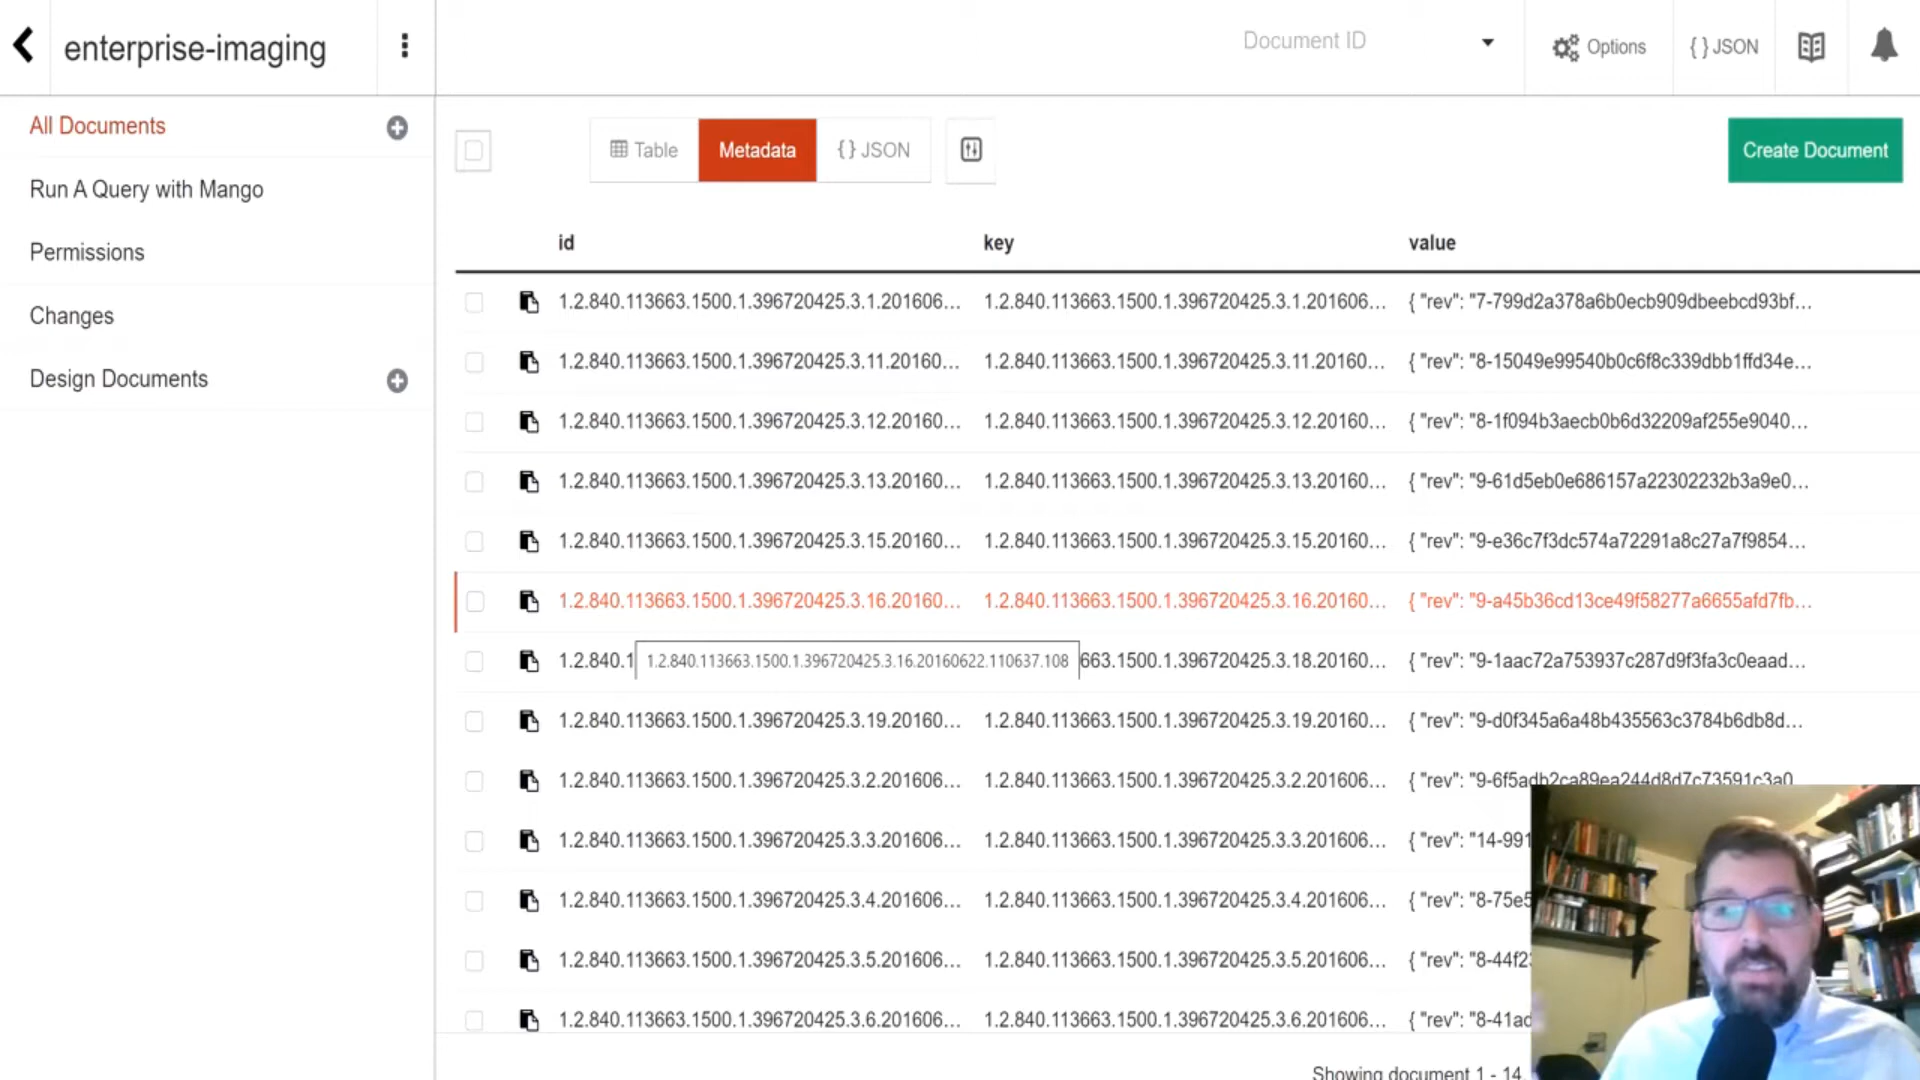 enterprise-imaging
Document ID
Options
{ } JSON
All Documents
Run A Query with Mango
Permissions
Changes
Design Documents
Table
Metadata
{ } JSON
Create Document
id key value
1.2.840.113663.1500.1.396720425.3.1.201606... 1.2.840.113663.1500.1.396720425.3.1.201606... { "rev": "7-799d2a378a6b0ecb909dbeebcd93bf...
1.2.840.113663.1500.1.396720425.3.11.20160... 1.2.840.113663.1500.1.396720425.3.11.20160... { "rev": "8-15049e99540b0c6f8c339dbb1ffd34e...
1.2.840.113663.1500.1.396720425.3.12.20160... 1.2.840.113663.1500.1.396720425.3.12.20160... { "rev": "8-1f094b3aecb0b6d32209af255e9040...
1.2.840.113663.1500.1.396720425.3.13.20160... 1.2.840.113663.1500.1.396720425.3.13.20160... { "rev": "9-61d5eb0e686157a22302232b3a9e0...
1.2.840.113663.1500.1.396720425.3.15.20160... 1.2.840.113663.1500.1.396720425.3.15.20160... { "rev": "9-e36c7f3dc574a72291a8c27a7f9854...
1.2.840.113663.1500.1.396720425.3.16.20160... 1.2.840.113663.1500.1.396720425.3.16.20160... { "rev": "9-a45b36cd13ce49f58277a6655afd7fb...
1.2.840.1 1.2.840.113663.1500.1.396720425.3.16.20160622.110637.108 663.1500.1.396720425.3.18.20160... { "rev": "9-1aac72a753937c287d9f3fa3c0eaad...
1.2.840.113663.1500.1.396720425.3.19.20160... 1.2.840.113663.1500.1.396720425.3.19.20160... { "rev": "9-d0f345a6a48b435563c3784b6db8d...
1.2.840.113663.1500.1.396720425.3.2.201606... 1.2.840.113663.1500.1.396720425.3.2.201606... { "rev": "9-6f5adb2ca89ea244d8d7c73591c3a0
1.2.840.113663.1500.1.396720425.3.3.201606... 1.2.840.113663.1500.1.396720425.3.3.201606... { "rev": "14-991
1.2.840.113663.1500.1.396720425.3.4.201606... 1.2.840.113663.1500.1.396720425.3.4.201606... { "rev": "8-75e5
1.2.840.113663.1500.1.396720425.3.5.201606... 1.2.840.113663.1500.1.396720425.3.5.201606... { "rev": "8-44f2
1.2.840.113663.1500.1.396720425.3.6.201606... 1.2.840.113663.1500.1.396720425.3.6.201606... { "rev": "8-41ad
Showing document 1 - 14.